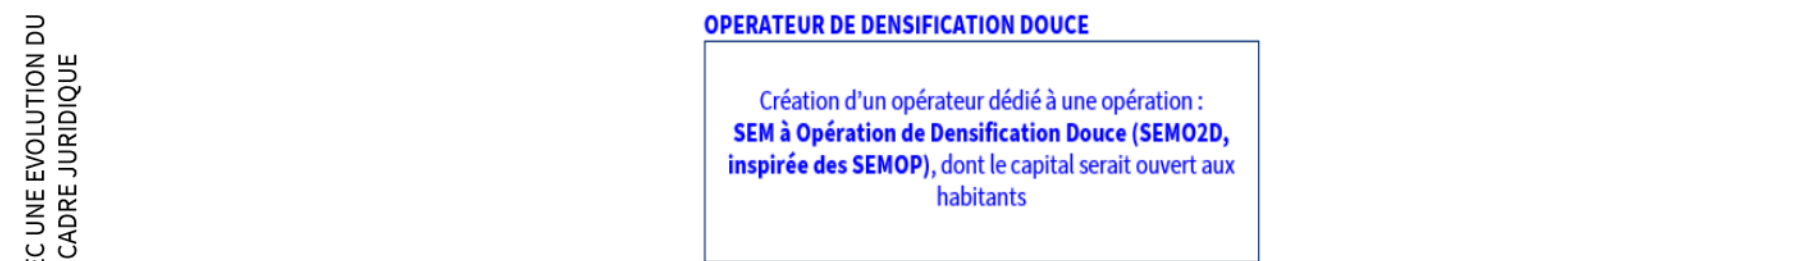 EC UNE EVOLUTION DU
CADRE JURIDIQUE
OPERATEUR DE DENSIFICATION DOUCE
Création d’un opérateur dédié à une opération :
SEM à Opération de Densification Douce (SEMO2D,
inspirée des SEMOP), dont le capital serait ouvert aux
habitants